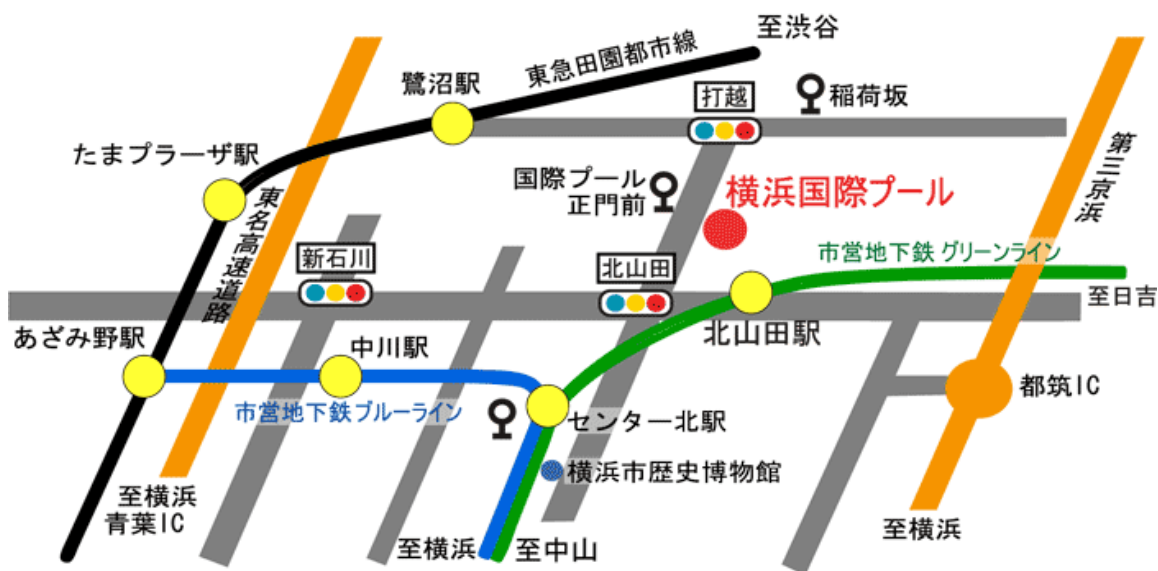 至渋谷
東急田園都市線
鷺沼駅
打越
稲荷坂
たまプラーザ駅
東名高速道路
国際プール
正門前
横浜国際プール
第三京浜
新石川
北山田
市営地下鉄 グリーンライン
至日吉
あざみ野駅
中川駅
北山田駅
市営地下鉄ブルーライン
都筑IC
センター北駅
横浜市歴史博物館
至横浜
青葉IC
至横浜
至中山
至横浜